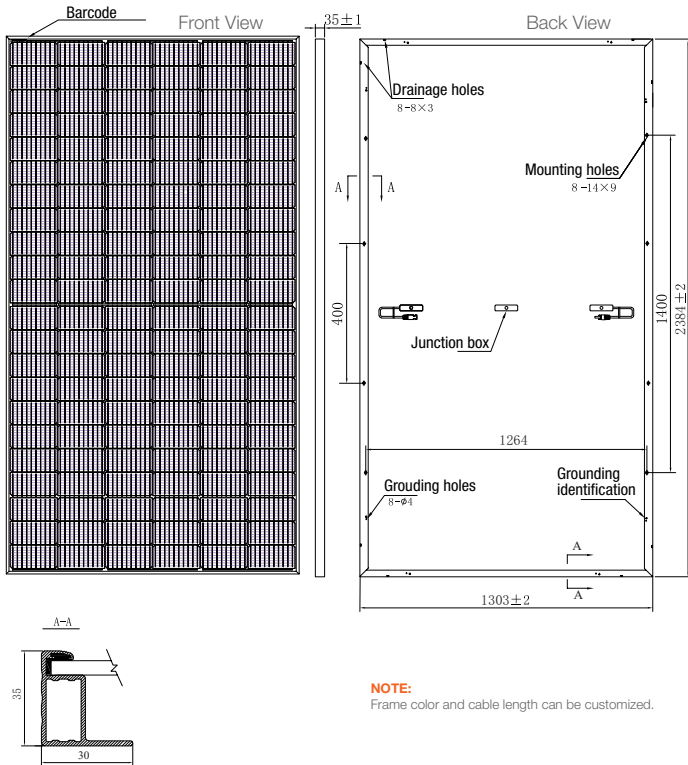 Barcode
Front View
35±1
Back View
Drainage holes
8-8×3
Mounting holes
8-14×9
A
A
400
1400
2384±2
Junction box
1264
Grouding holes
8-ø4
Grounding
identification
A
A
1303±2
A-A
35
30
NOTE:
Frame color and cable length can be customized.